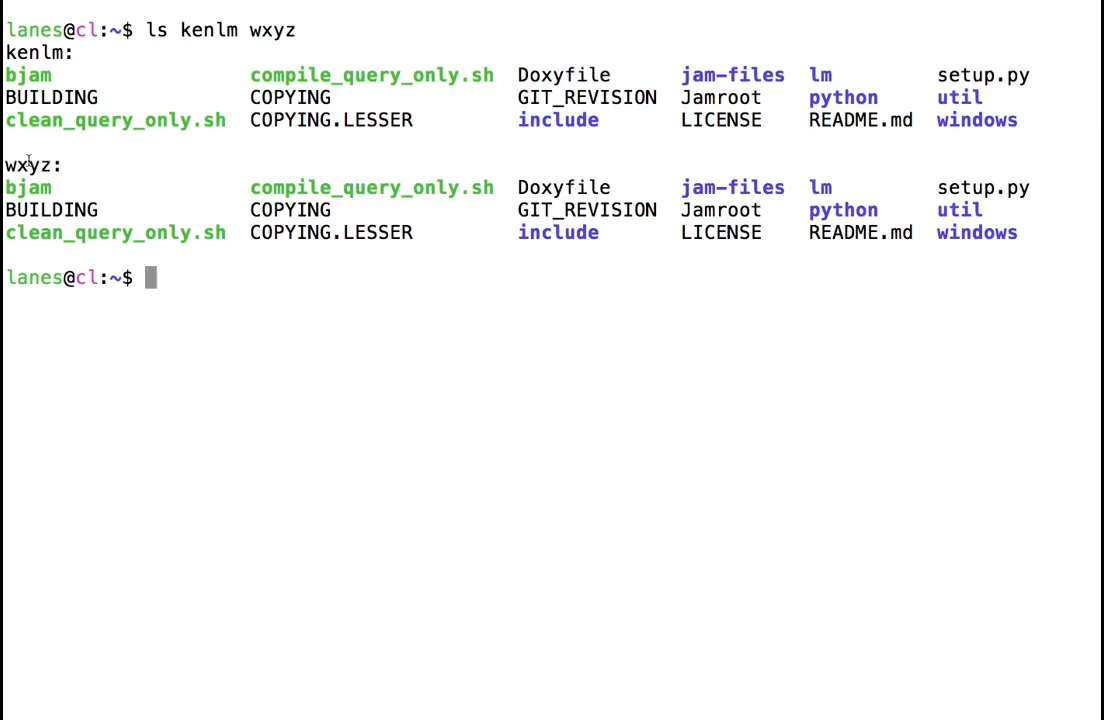 lanes@cl:~$ ls kenlm wxyz
kenlm:
bjam compile_query_only.sh Doxyfile jam-files lm setup.py
BUILDING COPYING GIT_REVISION Jamroot python util
clean_query_only.sh COPYING.LESSER include LICENSE README.md windows
wxyz:
bjam compile_query_only.sh Doxyfile jam-files lm setup.py
BUILDING COPYING GIT_REVISION Jamroot python util
clean_query_only.sh COPYING.LESSER include LICENSE README.md windows
lanes@cl:~$